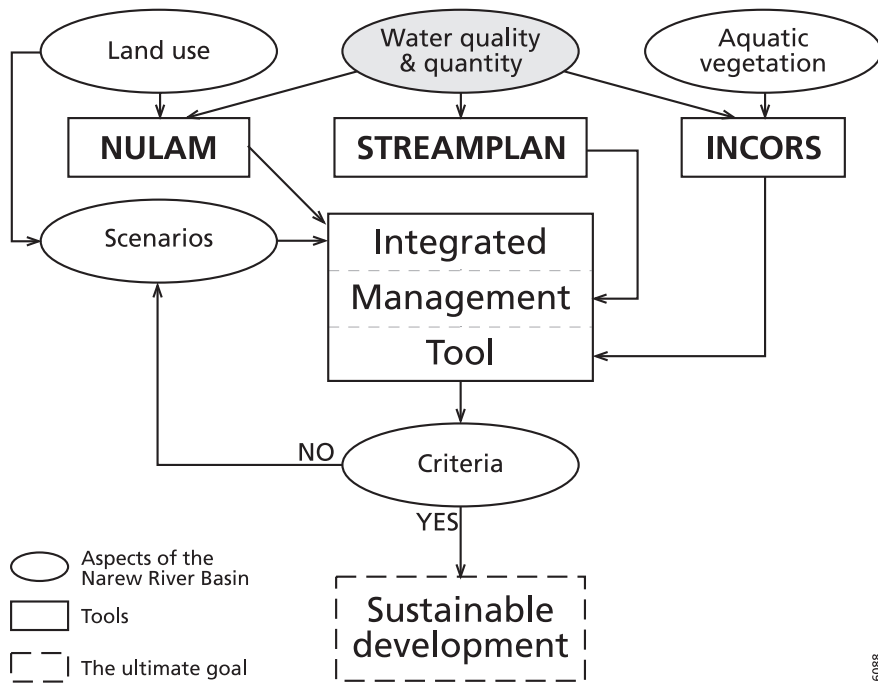 Land use
Water quality
& quantity
Aquatic
vegetation
NULAM
STREAMPLAN
INCORS
Scenarios
Integrated
Management
Tool
NO
Criteria
YES
Aspects of the
Narew River Basin
Tools
The ultimate goal
Sustainable
development
6088